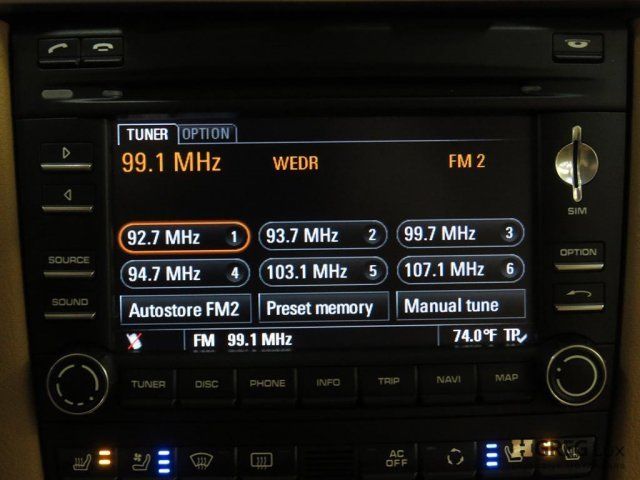 TUNER OPTION
99.1 MHz WEDR FM 2
92.7 MHz 1 93.7 MHz 2 99.7 MHz 3
94.7 MHz 4 103.1 MHz 5 107.1 MHz 6
Autostore FM2 Preset memory Manual tune
FM 99.1 MHz 74.0°F TP
SIM
SOURCE
OPTION
SOUND
TUNER DISC PHONE INFO TRIP NAVI MAP
AC
OFF